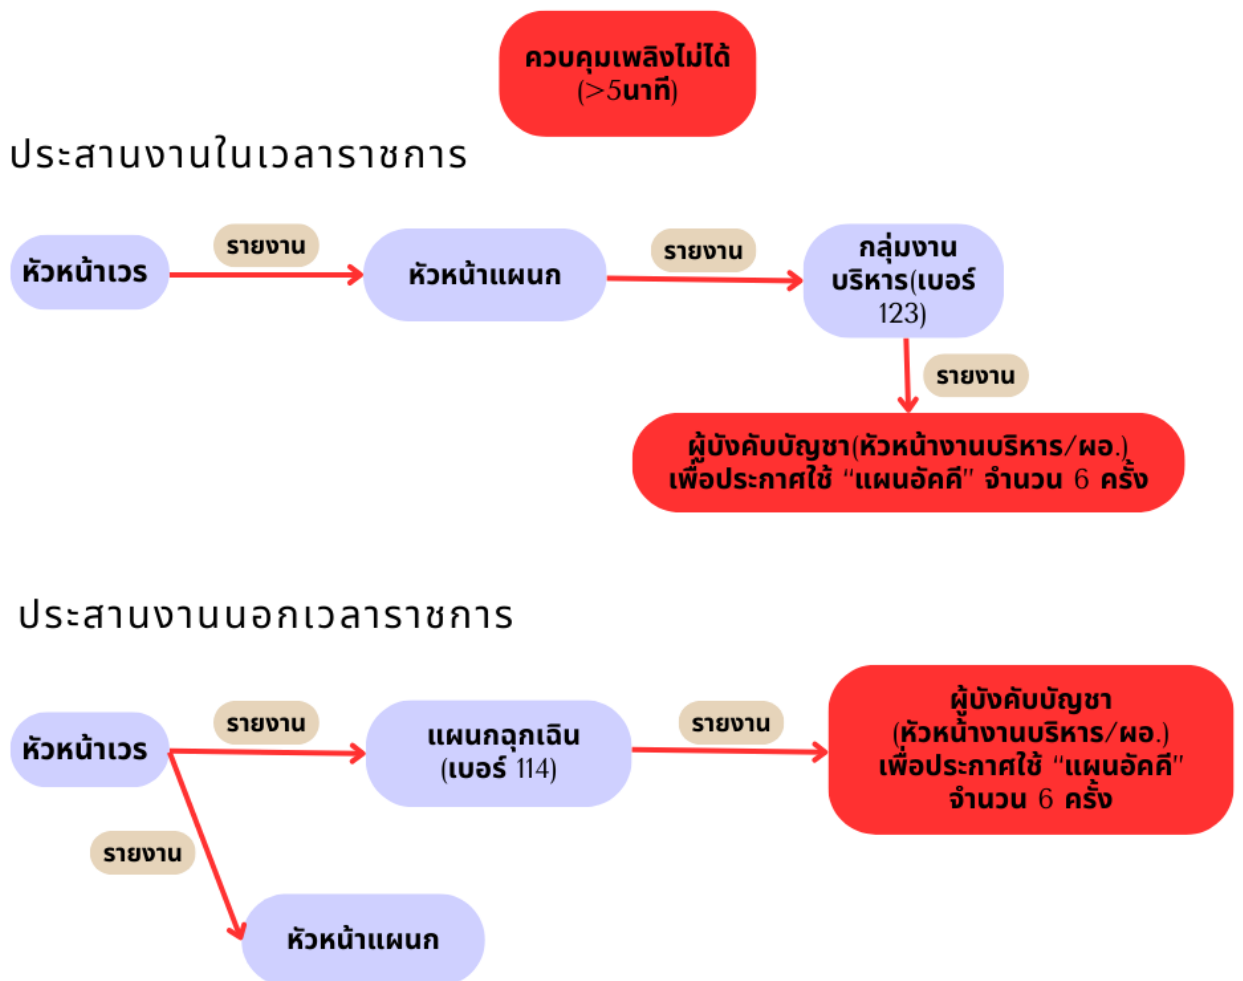 ควบคุมเพลิงไม่ได้
(>5นาที)
ประสานงานในเวลาราชการ
หัวหน้าเวร
รายงาน
หัวหน้าแผนก
รายงาน
กลุ่มงาน
บริหาร(เบอร์
123)
รายงาน
ผู้บังคับบัญชา(หัวหน้างานบริหาร/ผอ.)
เพื่อประกาศใช้ “แผนอัคคี” จำนวน 6 ครั้ง
ประสานงานนอกเวลาราชการ
หัวหน้าเวร
รายงาน
แผนกฉุกเฉิน
(เบอร์ 114)
รายงาน
ผู้บังคับบัญชา
(หัวหน้างานบริหาร/ผอ.)
เพื่อประกาศใช้ “แผนอัคคี”
จำนวน 6 ครั้ง
รายงาน
หัวหน้าแผนก